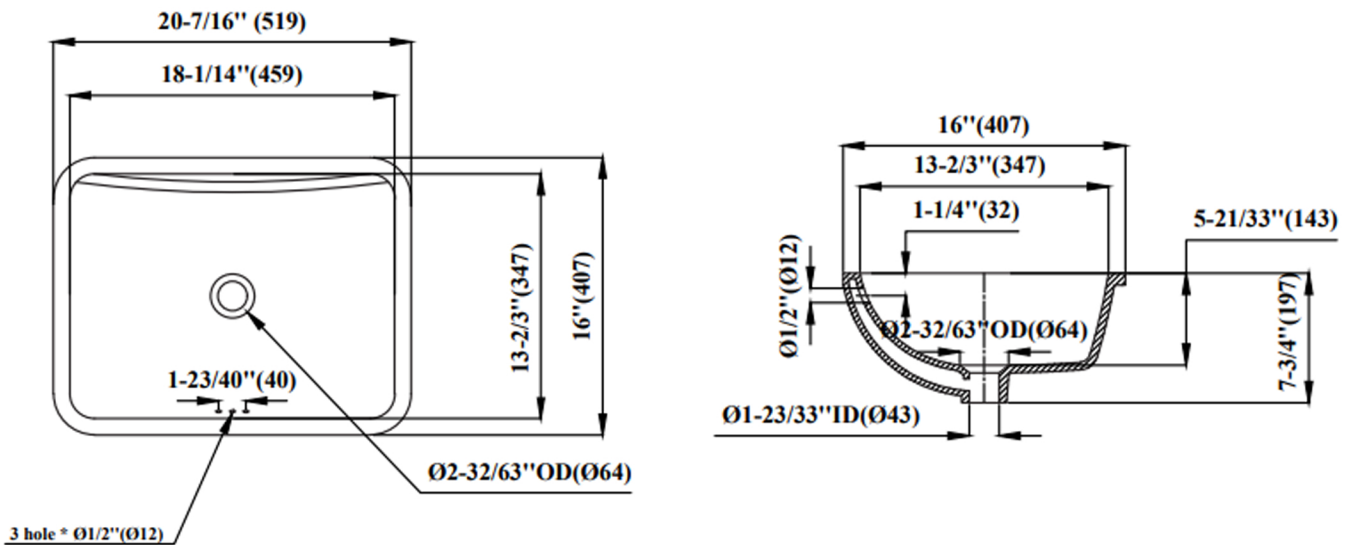 20-7/16'' (519)
18-1/14''(459)
13-2/3''(347)
16''(407)
1-23/40''(40)
Ø2-32/63''OD(Ø64)
3 hole * Ø1/2''(Ø12)
16''(407)
13-2/3''(347)
1-1/4''(32)
5-21/33''(143)
Ø1/2''(Ø12)
Ø2-32/63''OD(Ø64)
7-3/4''(197)
Ø1-23/33''ID(Ø43)